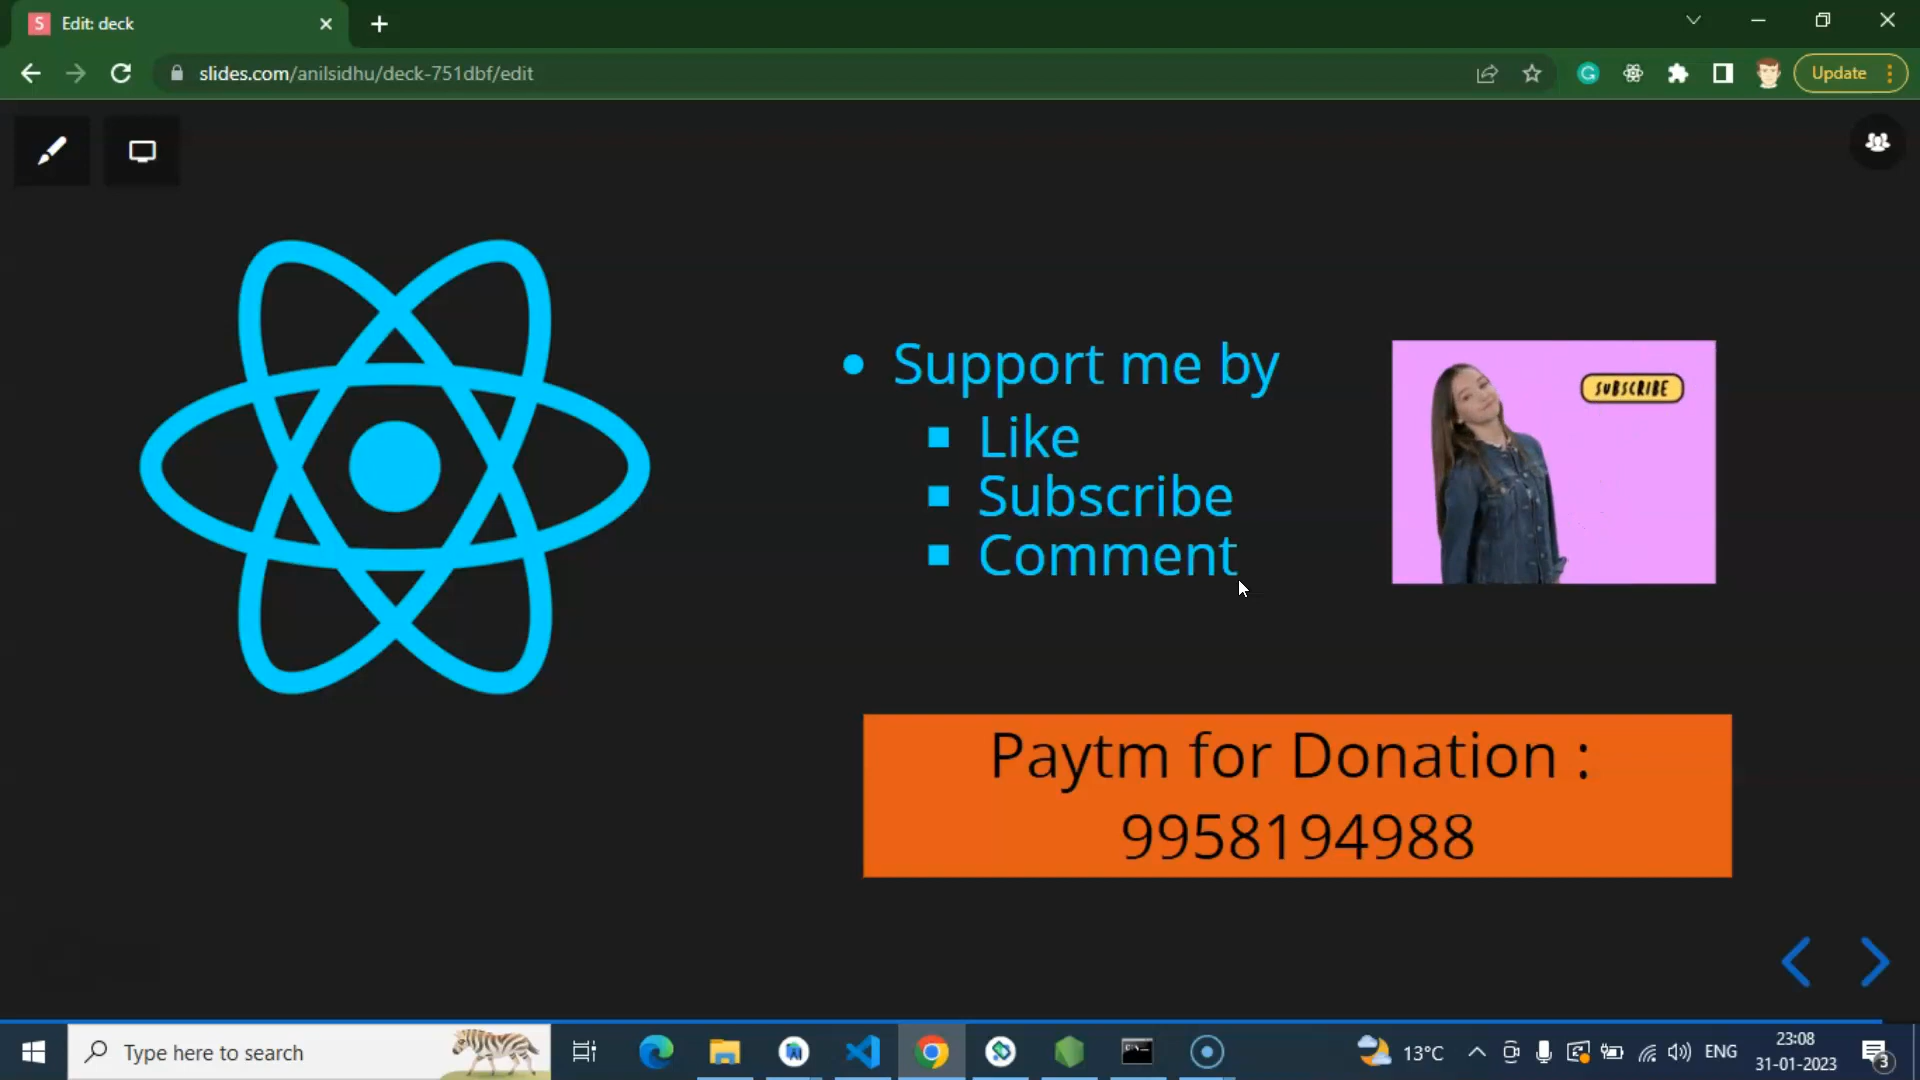 S Edit: deck
slides.com/anilsidhu/deck-751dbf/edit
G
Update
Support me by
Like
Subscribe
Comment
SUBSCRIBE
Paytm for Donation :
9958194988
Type here to search
13°C
ENG
23:08
31-01-2023
3